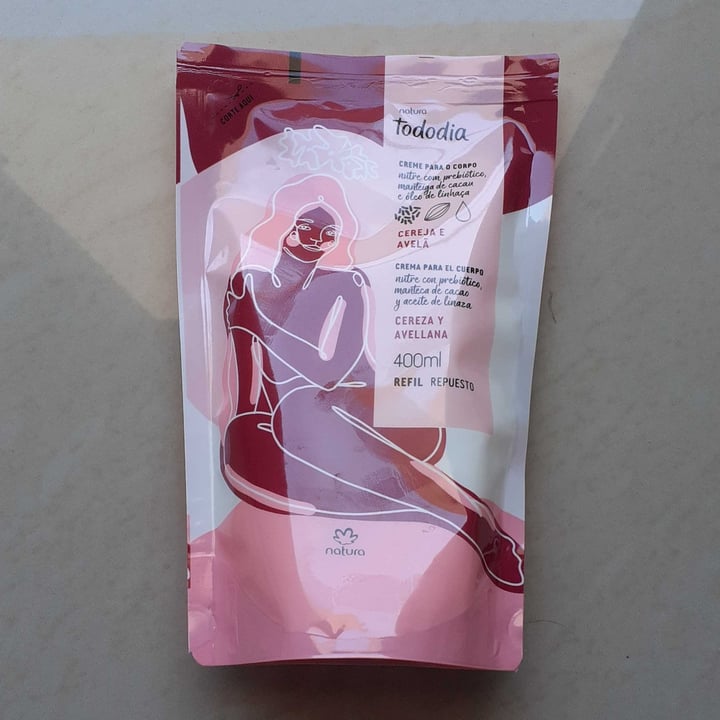 CORTE AQUI
natura
Tododia
CREME PARA O CORPO
nutre com prebiótico,
manteiga de cacau
e óleo de linhaça
CEREJA E
AVELÃ
CREMA PARA EL CUERPO
nutre con prebiótico,
manteca de cacao
y aceite de linaza
CEREZA Y
AVELLANA
400ml
REFIL REPUESTO
natura